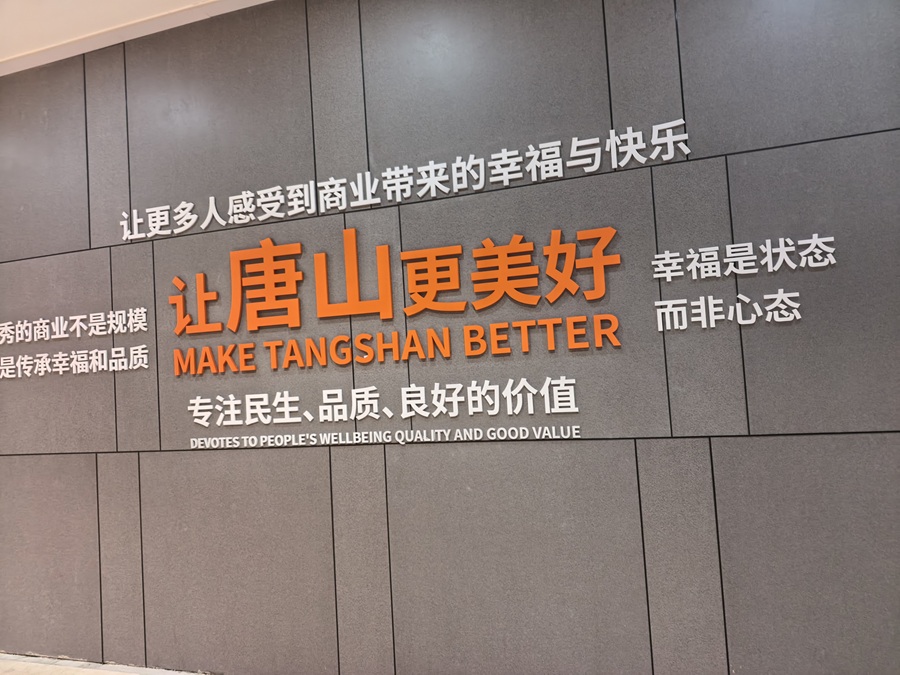 让更多人感受到商业带来的幸福与快乐
让唐山更美好
MAKE TANGSHAN BETTER
专注民生、品质、良好的价值
DEVOTES TO PEOPLE'S WELLBEING QUALITY AND GOOD VALUE
秀的商业不是规模
是传承幸福和品质
幸福是状态
而非心态